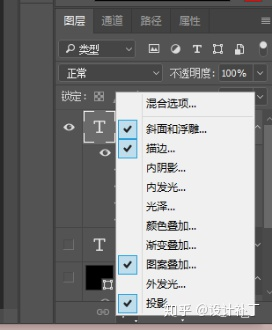 图层 通道 路径 属性
类型
正常 不透明度: 100%
锁定:
混合选项...
斜面和浮雕...
描边...
内阴影...
内发光...
光泽...
颜色叠加...
渐变叠加...
图案叠加...
外发光...
投影
知乎 @设计社丁